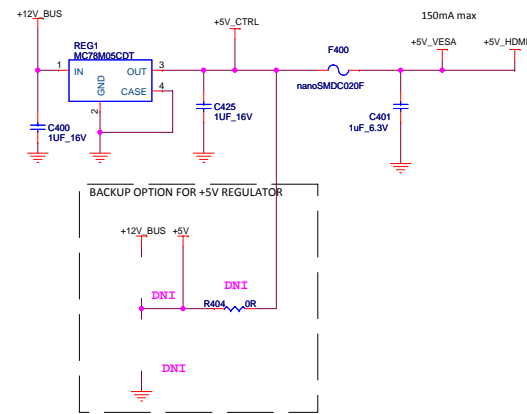 +12V_BUS
+5V_CTRL
150mA max
REG1
MC78M05CDT
1 IN OUT 3
GND CASE 4
2
F400
nanoSMDC020F
+5V_VESA +5V_HDMI
C400
1UF_16V
C425
1UF_16V
C401
1uF_6.3V
BACKUP OPTION FOR +5V REGULATOR
+12V_BUS +5V
DNI DNI
R404 0R
DNI